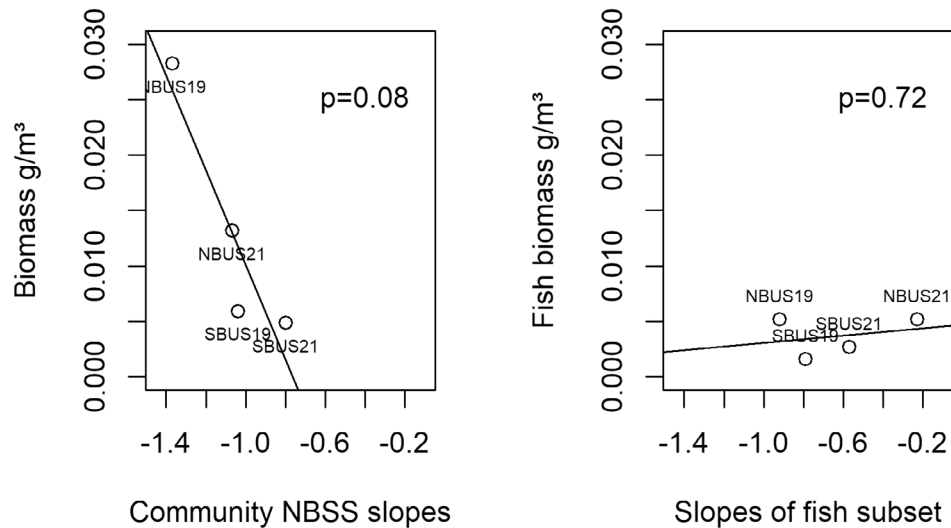 Biomass g/m³
0.000 0.010 0.020 0.030
p=0.08
NBUS19
NBUS21
SBUS19
SBUS21
-1.4 -1.0 -0.6 -0.2
Community NBSS slopes
Fish biomass g/m³
0.000 0.010 0.020 0.030
p=0.72
NBUS19
NBUS21
SBUS21
SBUS19
-1.4 -1.0 -0.6 -0.2
Slopes of fish subset